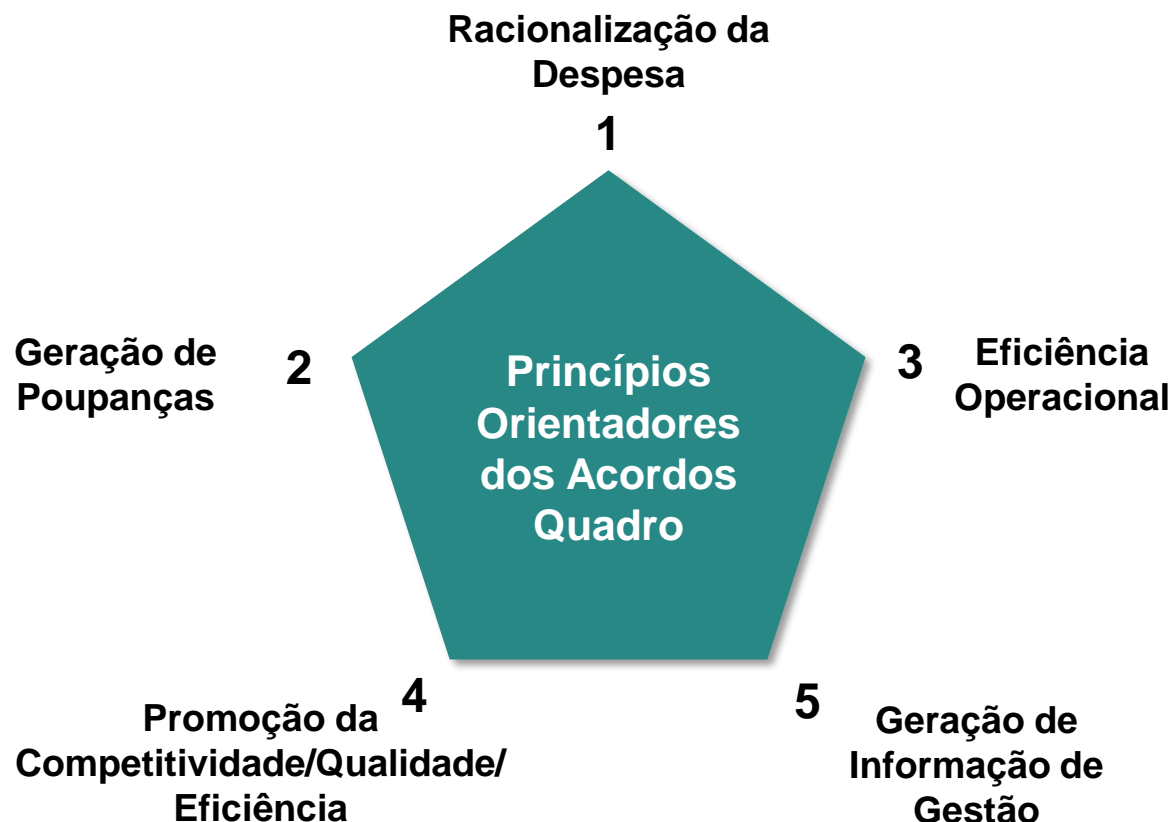 Racionalização da
Despesa
1
Geração de
Poupanças
2
Princípios
Orientadores
dos Acordos
Quadro
3
Eficiência
Operacional
4
Promoção da
Competitividade/Qualidade/
Eficiência
5
Geração de
Informação de
Gestão